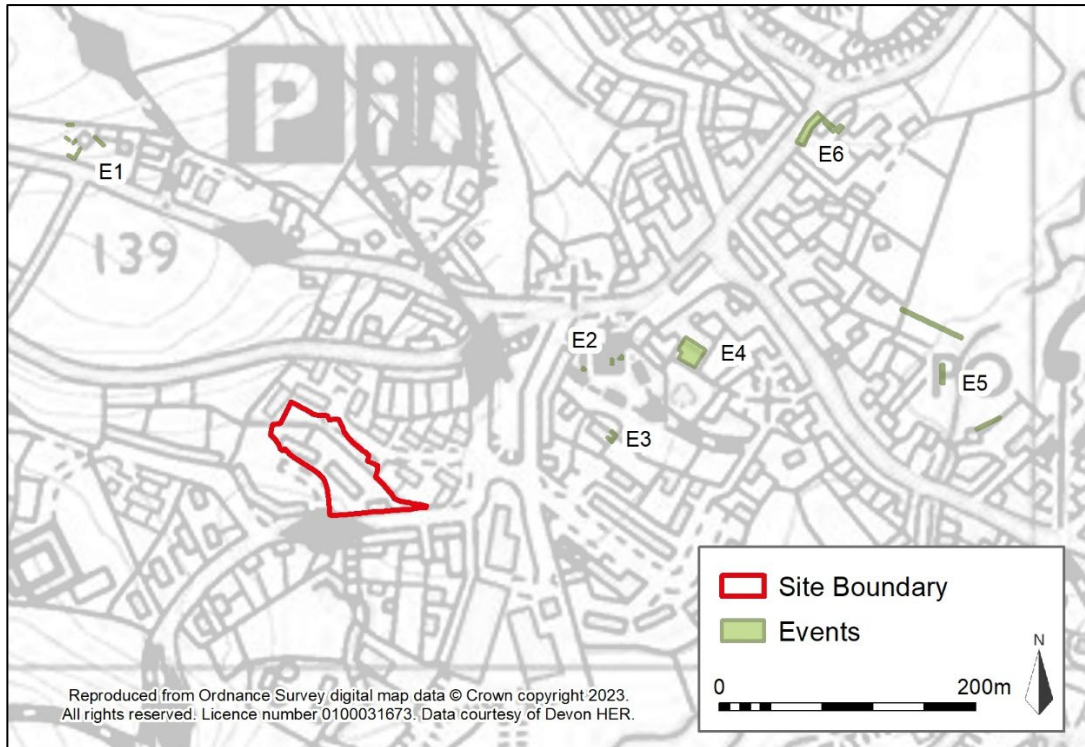 P
E1
E6
139
E2
E4
E5
E3
Site Boundary
Events
N
0 200m
Reproduced from Ordnance Survey digital map data © Crown copyright 2023.
All rights reserved. Licence number 0100031673. Data courtesy of Devon HER.